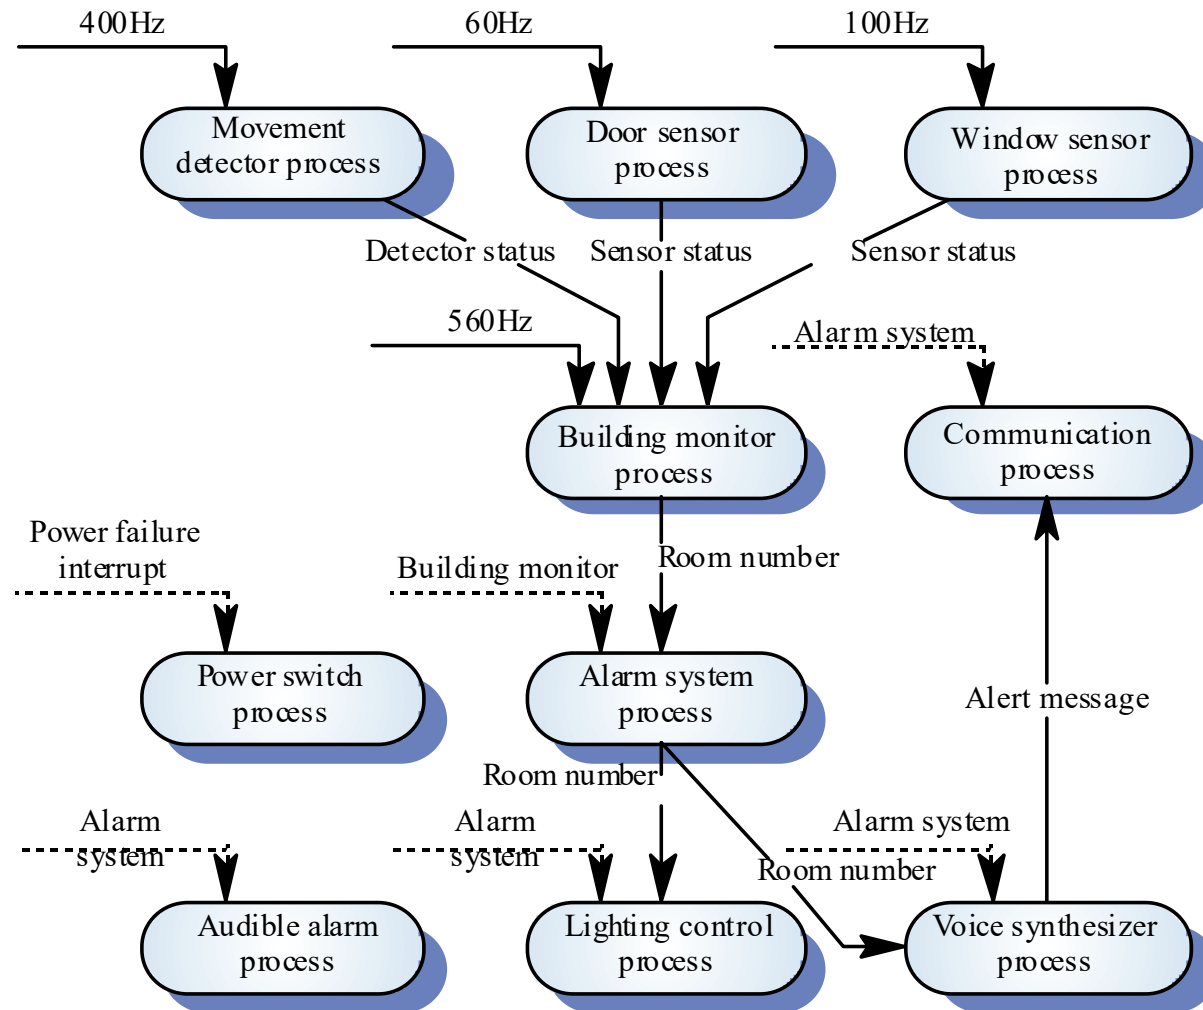 400Hz
60Hz
100Hz
Movement
detector process
Door sensor
process
Window sensor
process
Detector status
Sensor status
Sensor status
560Hz
Alarm system
Building monitor
process
Communication
process
Power failure
interrupt
Building monitor
Room number
Power switch
process
Alarm system
process
Alert message
Room number
Alarm
system
Alarm
system
Alarm system
Room number
Audible alarm
process
Lighting control
process
Voice synthesizer
process